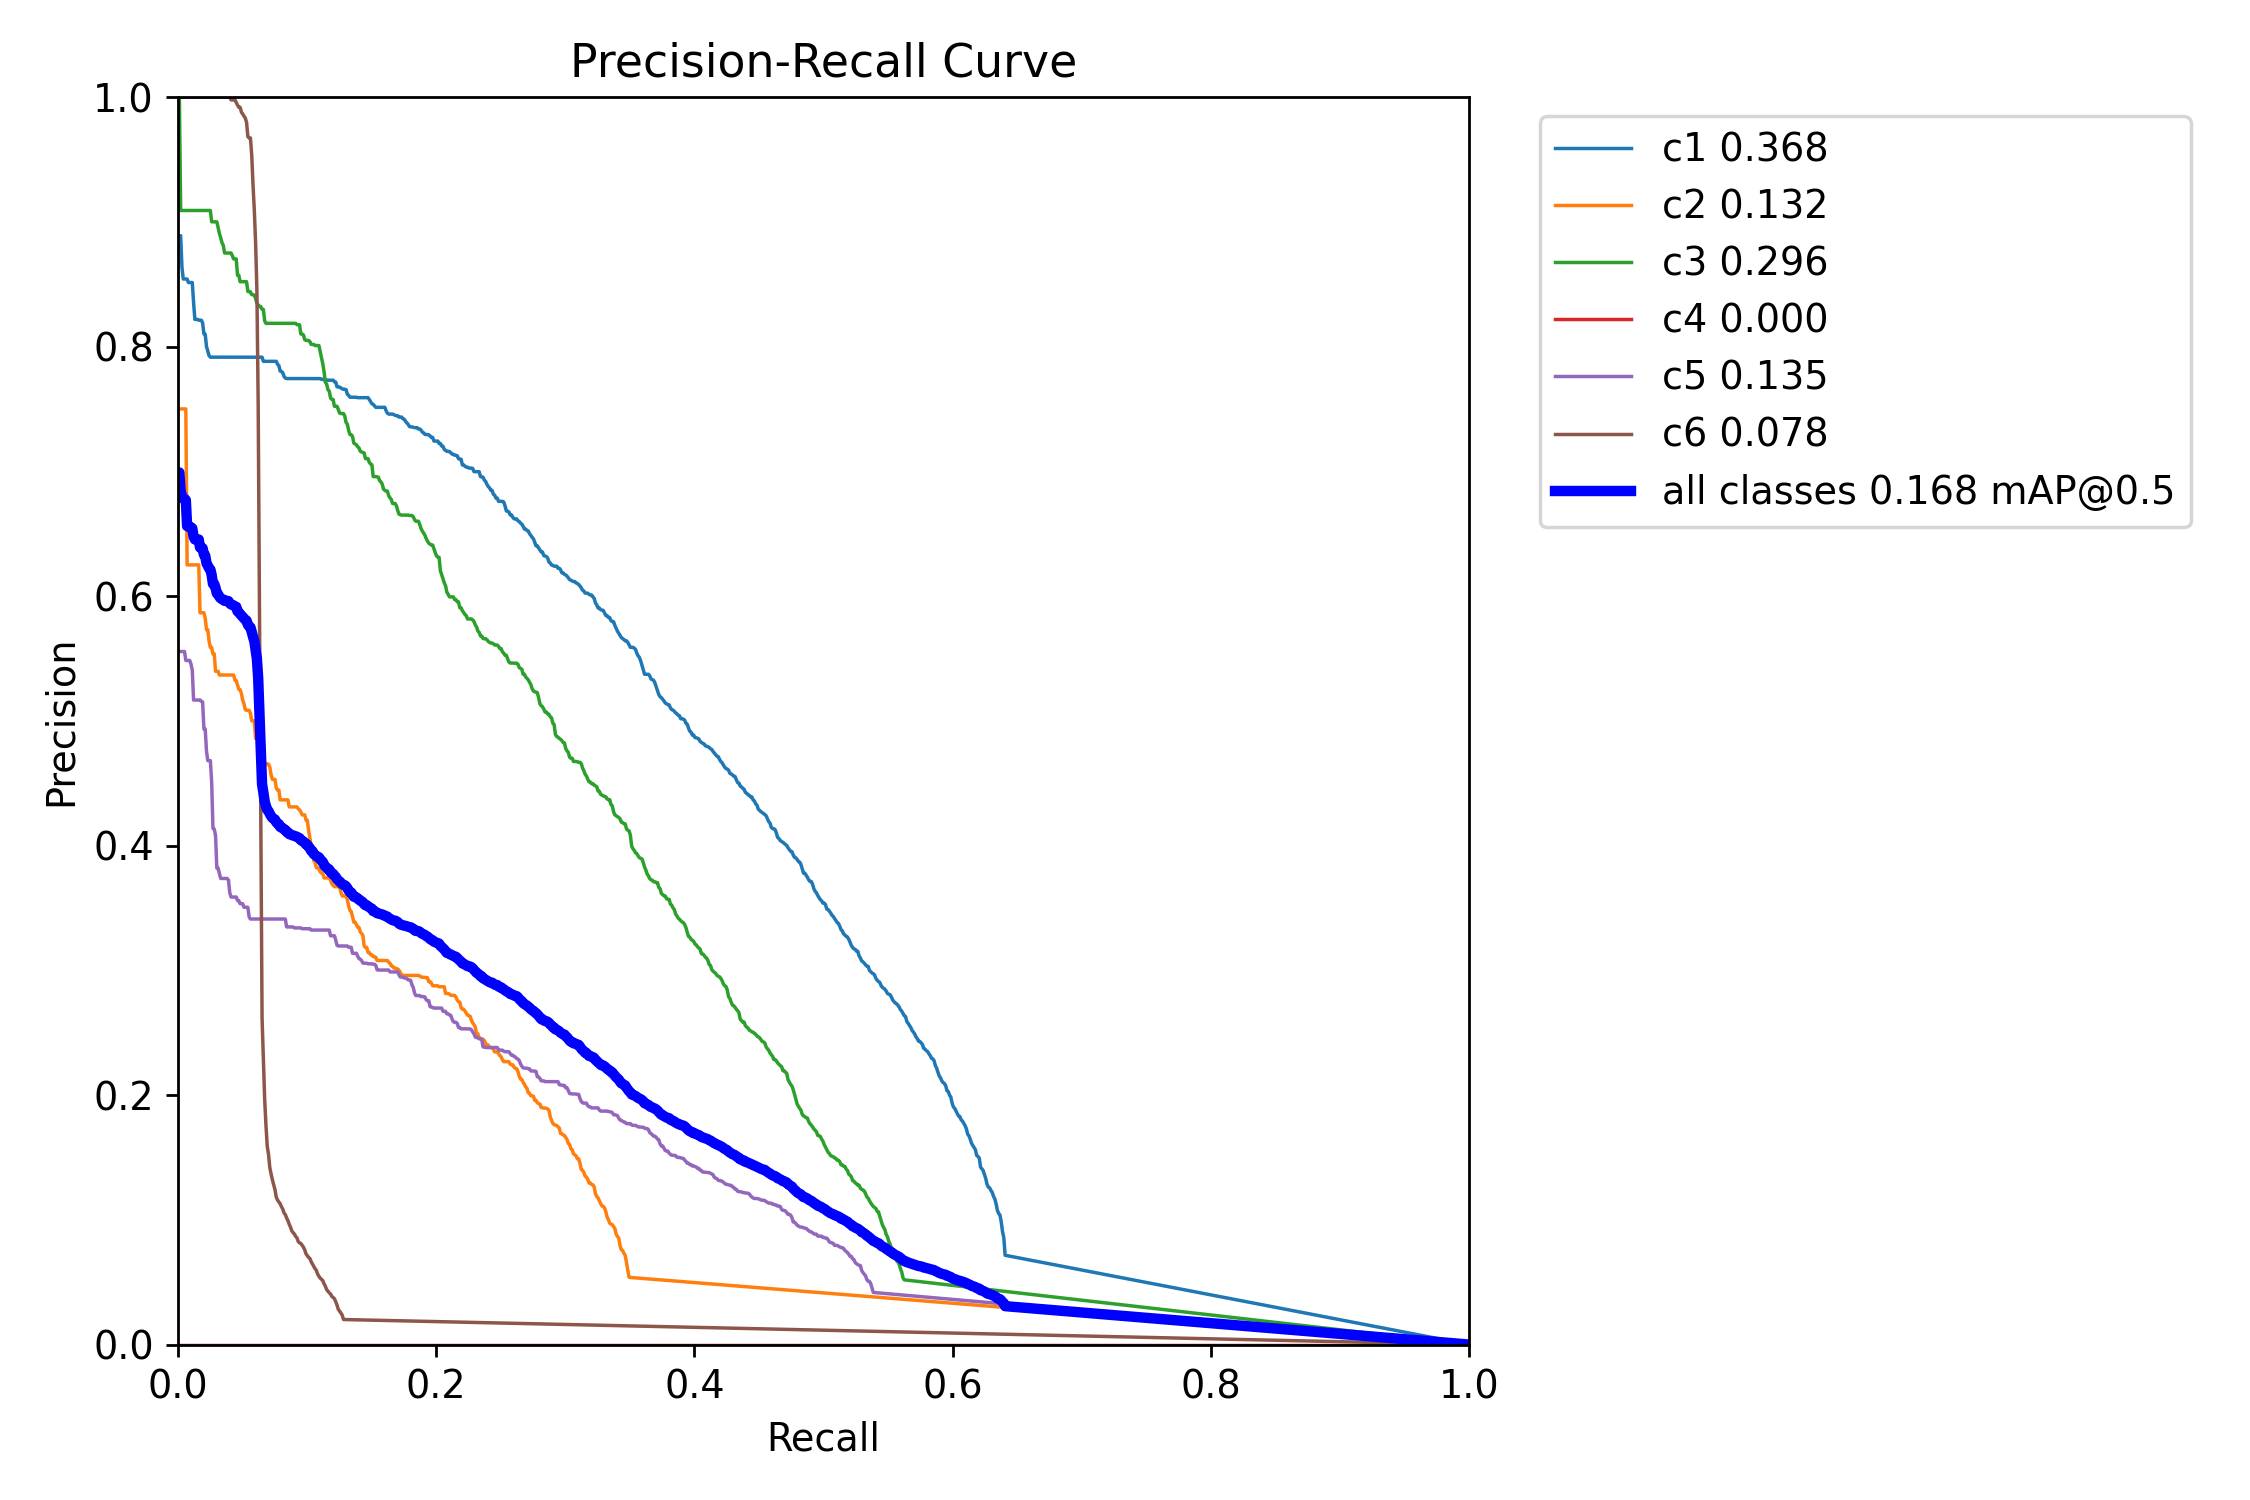 Precision-Recall Curve
1.0
0.8
0.6
0.4
0.2
0.0
Precision
0.0 0.2 0.4 0.6 0.8 1.0
Recall
c1 0.368
c2 0.132
c3 0.296
c4 0.000
c5 0.135
c6 0.078
all classes 0.168 mAP@0.5